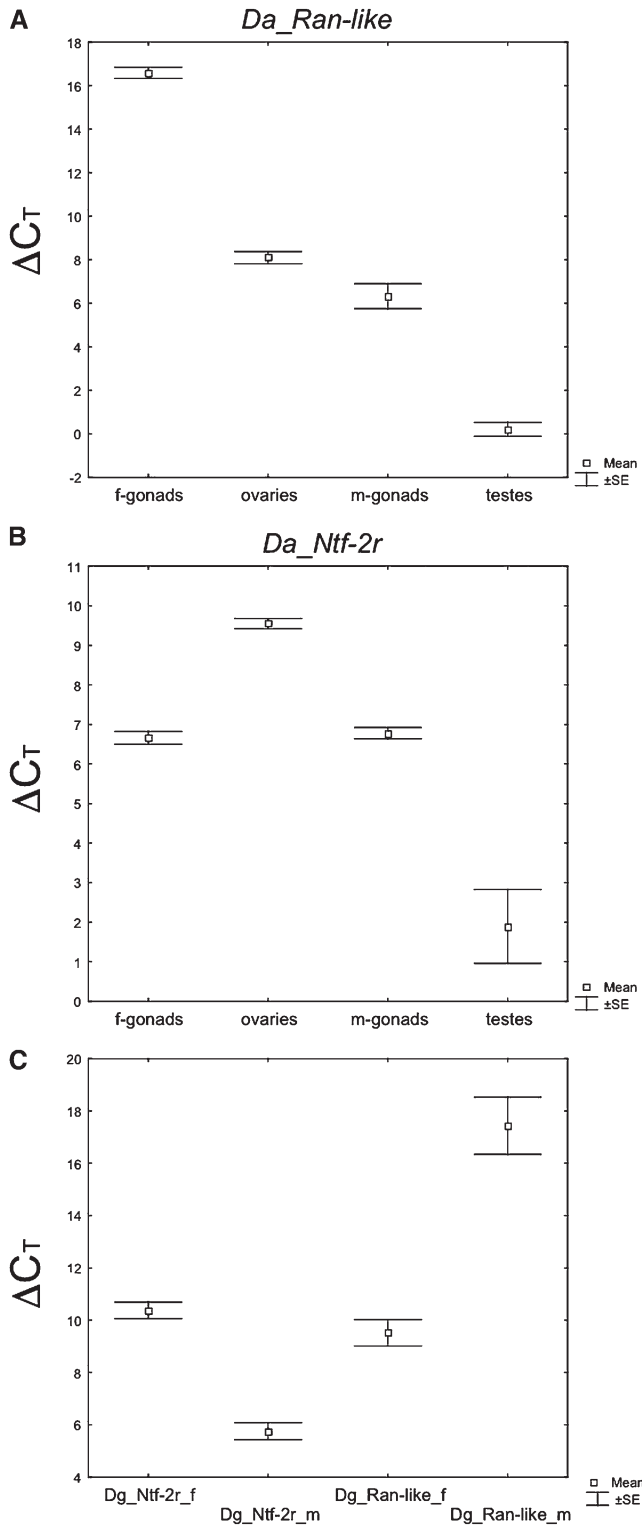 A
Da_Ran-like
18
16
14
12
10
8
6
4
2
0
-2
ΔCT
f-gonads ovaries m-gonads testes
Mean
±SE
B
Da_Ntf-2r
11
10
9
8
7
6
5
4
3
2
1
0
ΔCT
f-gonads ovaries m-gonads testes
Mean
±SE
C
20
18
16
14
12
10
8
6
4
ΔCT
Dg_Ntf-2r_f Dg_Ran-like_f
Dg_Ntf-2r_m Dg_Ran-like_m
Mean
±SE